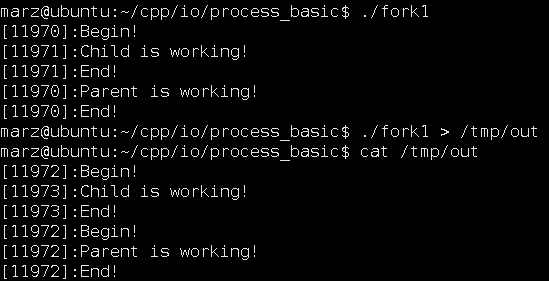 marz@ubuntu:~/cpp/io/process_basic$ ./fork1
[11970]:Begin!
[11971]:Child is working!
[11971]:End!
[11970]:Parent is working!
[11970]:End!
marz@ubuntu:~/cpp/io/process_basic$ ./fork1 > /tmp/out
marz@ubuntu:~/cpp/io/process_basic$ cat /tmp/out
[11972]:Begin!
[11973]:Child is working!
[11973]:End!
[11972]:Begin!
[11972]:Parent is working!
[11972]:End!